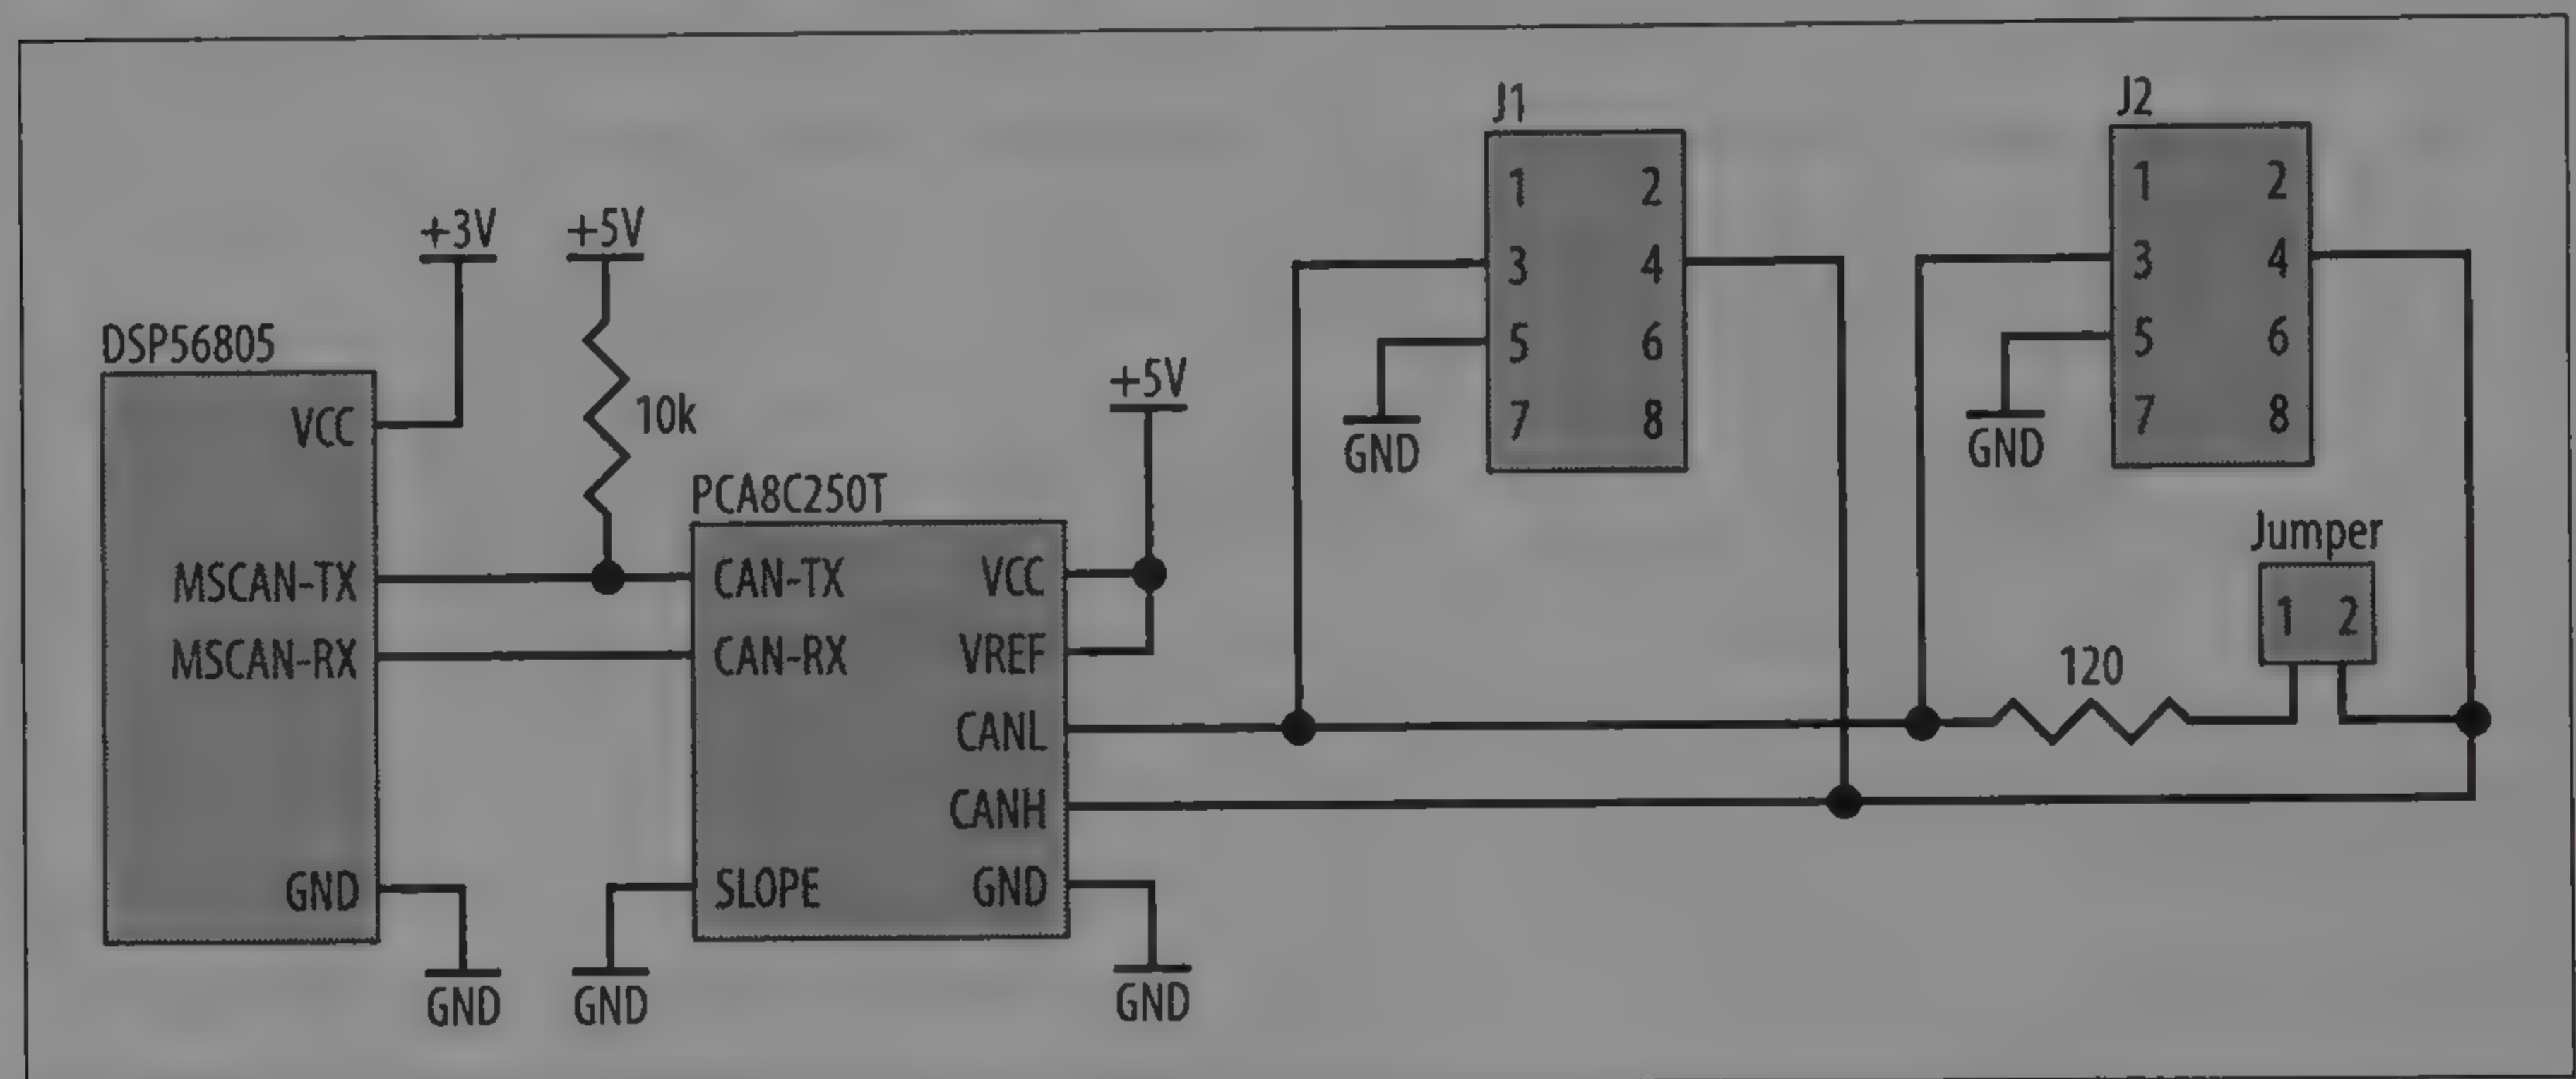 J1
J2
1 2
3 4
5 6
7 8
GND
1 2
3 4
5 6
7 8
GND
+3V
+5V
10k
DSP56805
VCC
MSCAN-TX
MSCAN-RX
GND
GND
PCA8C250T
CAN-TX
CAN-RX
SLOPE
VCC
VREF
CANL
CANH
GND
+5V
GND
GND
Jumper
1 2
120